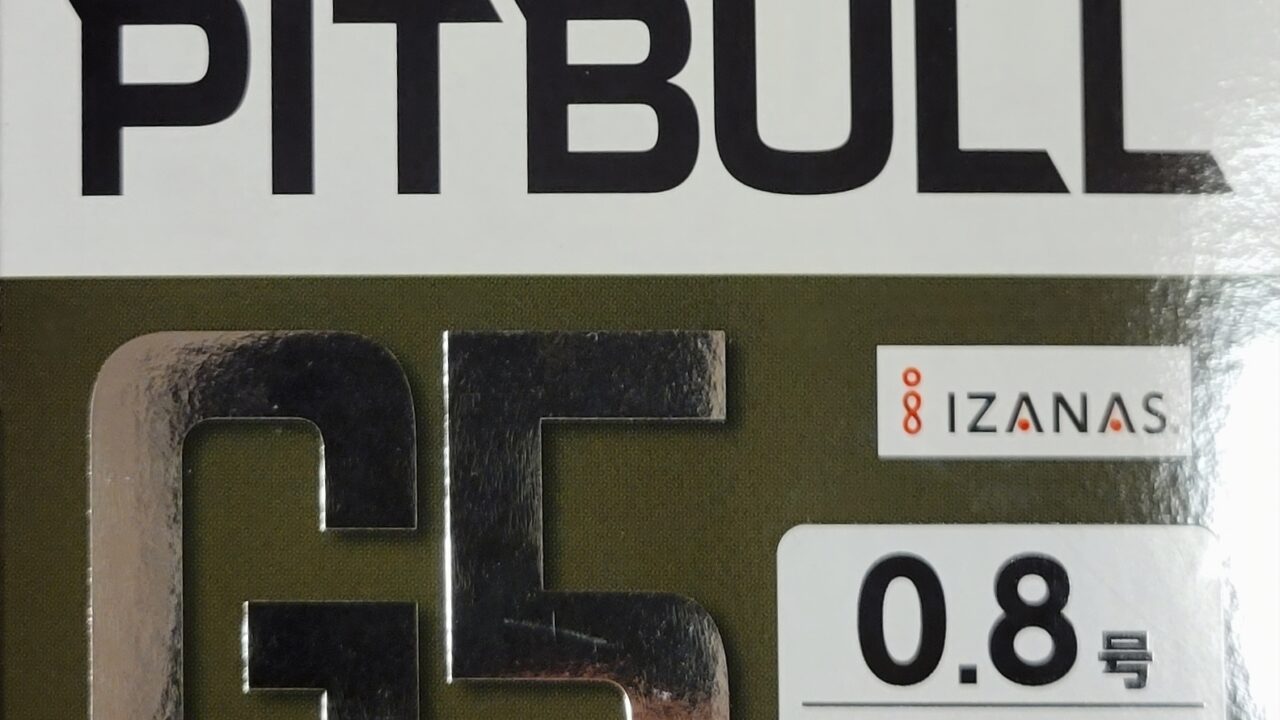 PITBULL
G5
IZANAS
0.8号